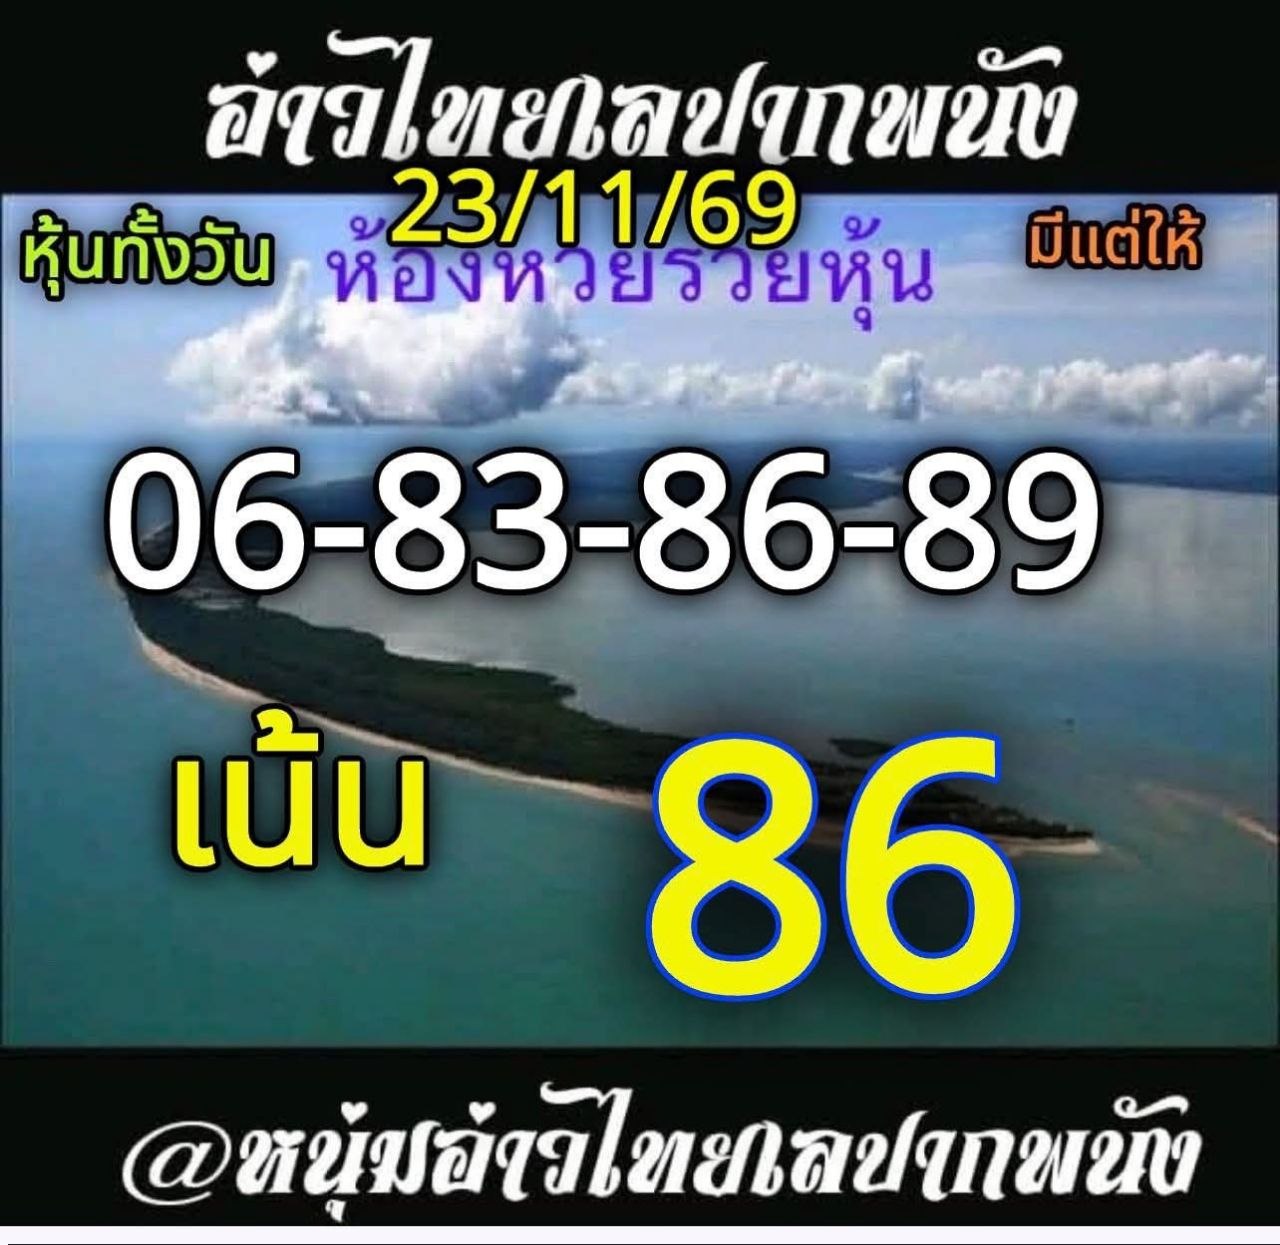 อ่าวไทยเลปากพนัง
23/11/69
หุ้นทั้งวัน
ห้องหวยรวยหุ้น
มีแต่ให้
06-83-86-89
เน้น 86
@หนุ่มอ่าวไทยเลปากพนัง